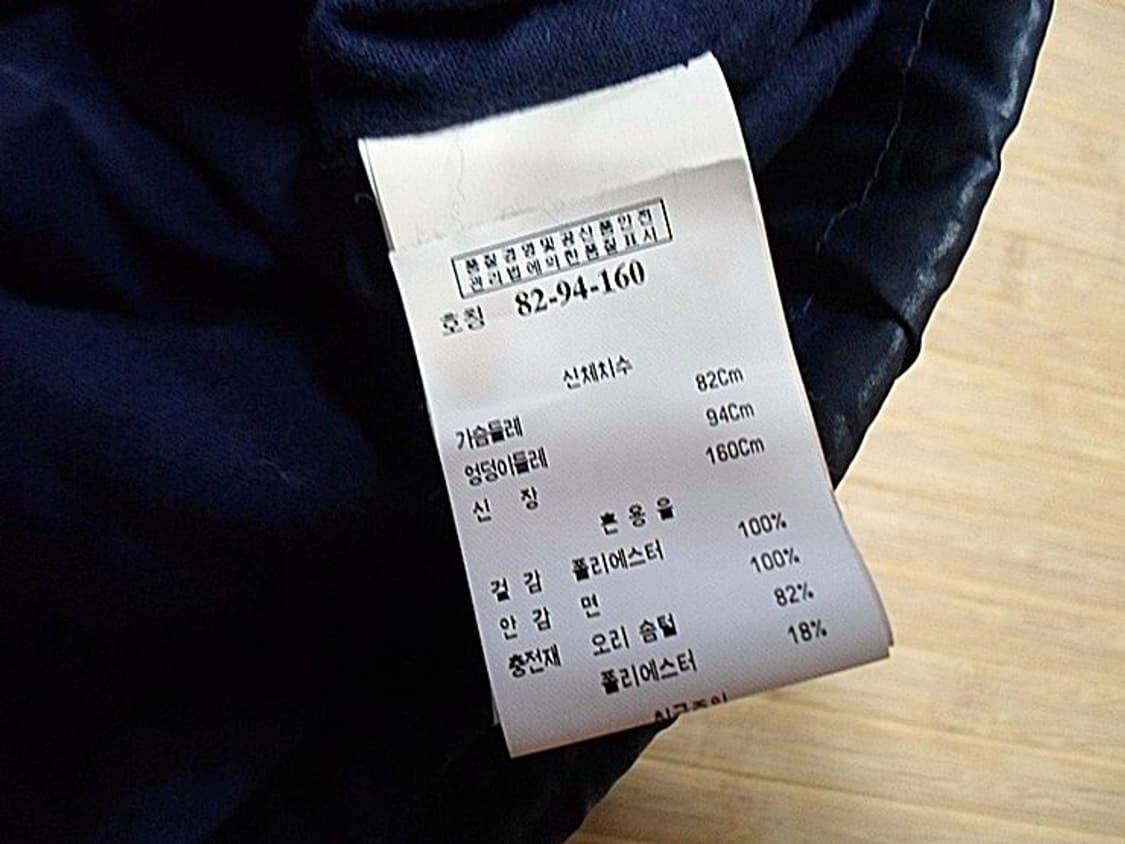 품질경영및공산품안전
관리법에의한품질표시
호칭 82-94-160
신체치수
가슴둘레 82Cm
엉덩이둘레 94Cm
신 장 160Cm
혼 용 율
겉 감 폴리에스터 100%
안 감 면 100%
충전재 오리 솜털 82%
폴리에스터 18%